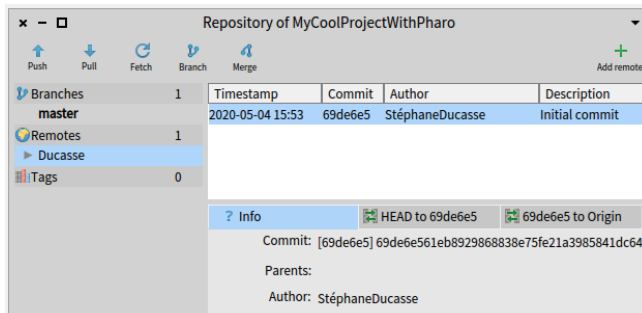 Repository of MyCoolProjectWithPharo
Push Pull Fetch Branch Merge Add remote
Branches 1
master
Remotes 1
Ducasse
Tags 0
Timestamp Commit Author Description
2020-05-04 15:53 69de6e5 StéphaneDucasse Initial commit
? Info HEAD to 69de6e5 69de6e5 to Origin
Commit: [69de6e5] 69de6e561eb8929868838e75fe21a3985841dc64
Parents:
Author: StéphaneDucasse